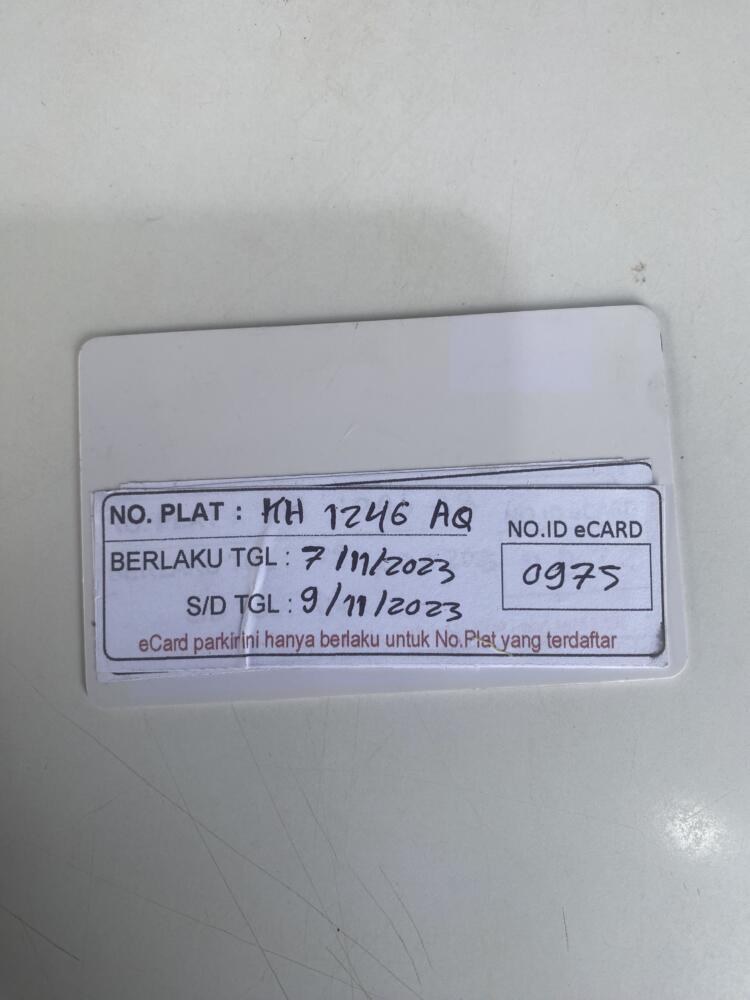 NO. PLAT : KH 1246 AQ
NO.ID eCARD
BERLAKU TGL : 7/11/2023
0975
S/D TGL : 9/11/2023
eCard parkir ini hanya berlaku untuk No.Plat yang terdaftar